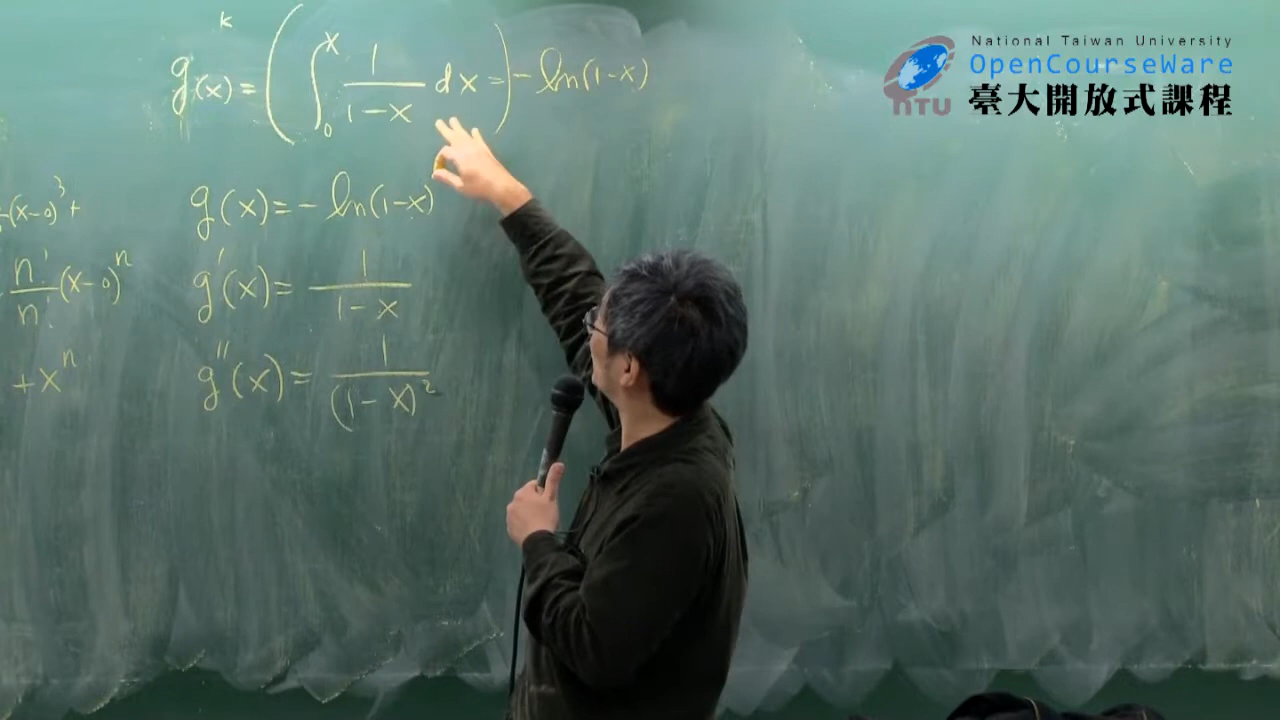 K
g(x) = ( ∫₀ˣ 1/(1-x) dx = ) - ln(1-x)
(x-0)³+
g(x) = - ln(1-x)
n!/n! (x-0)ⁿ
g'(x) = 1/(1-x)
+xⁿ
g''(x) = 1/(1-x)²
National Taiwan University
OpenCourseWare
NTU
臺大開放式課程